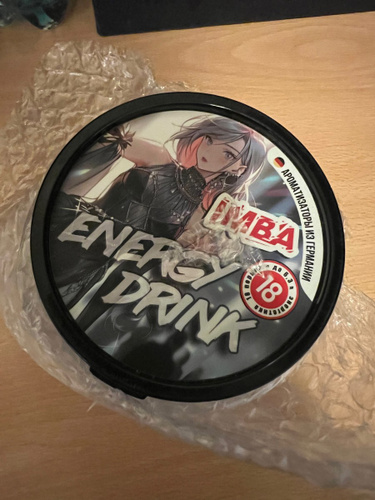 АРОМАТИЗАТОРЫ ИЗ ГЕРМАНИИ
IMBA
ENERGY
DRINK
18